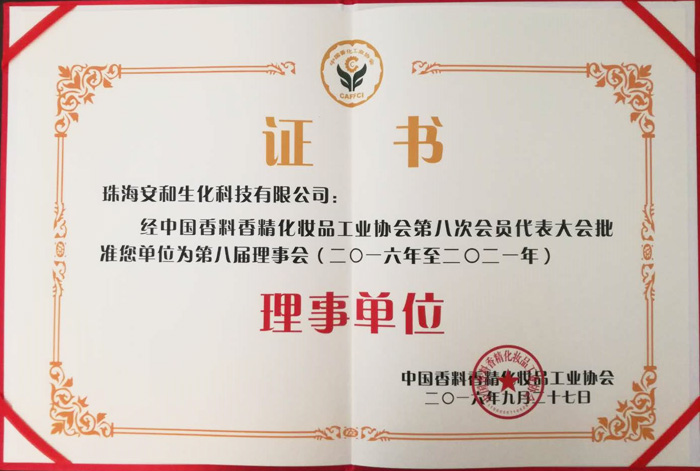 CAFFCI
证 书
珠海安和生化科技有限公司：
经中国香料香精化妆品工业协会第八次会员代表大会批
准您单位为第八届理事会（二〇一六年至二〇二一年）
理事单位
中国香料香精化妆品工业协会
二〇一六年九月二十七日